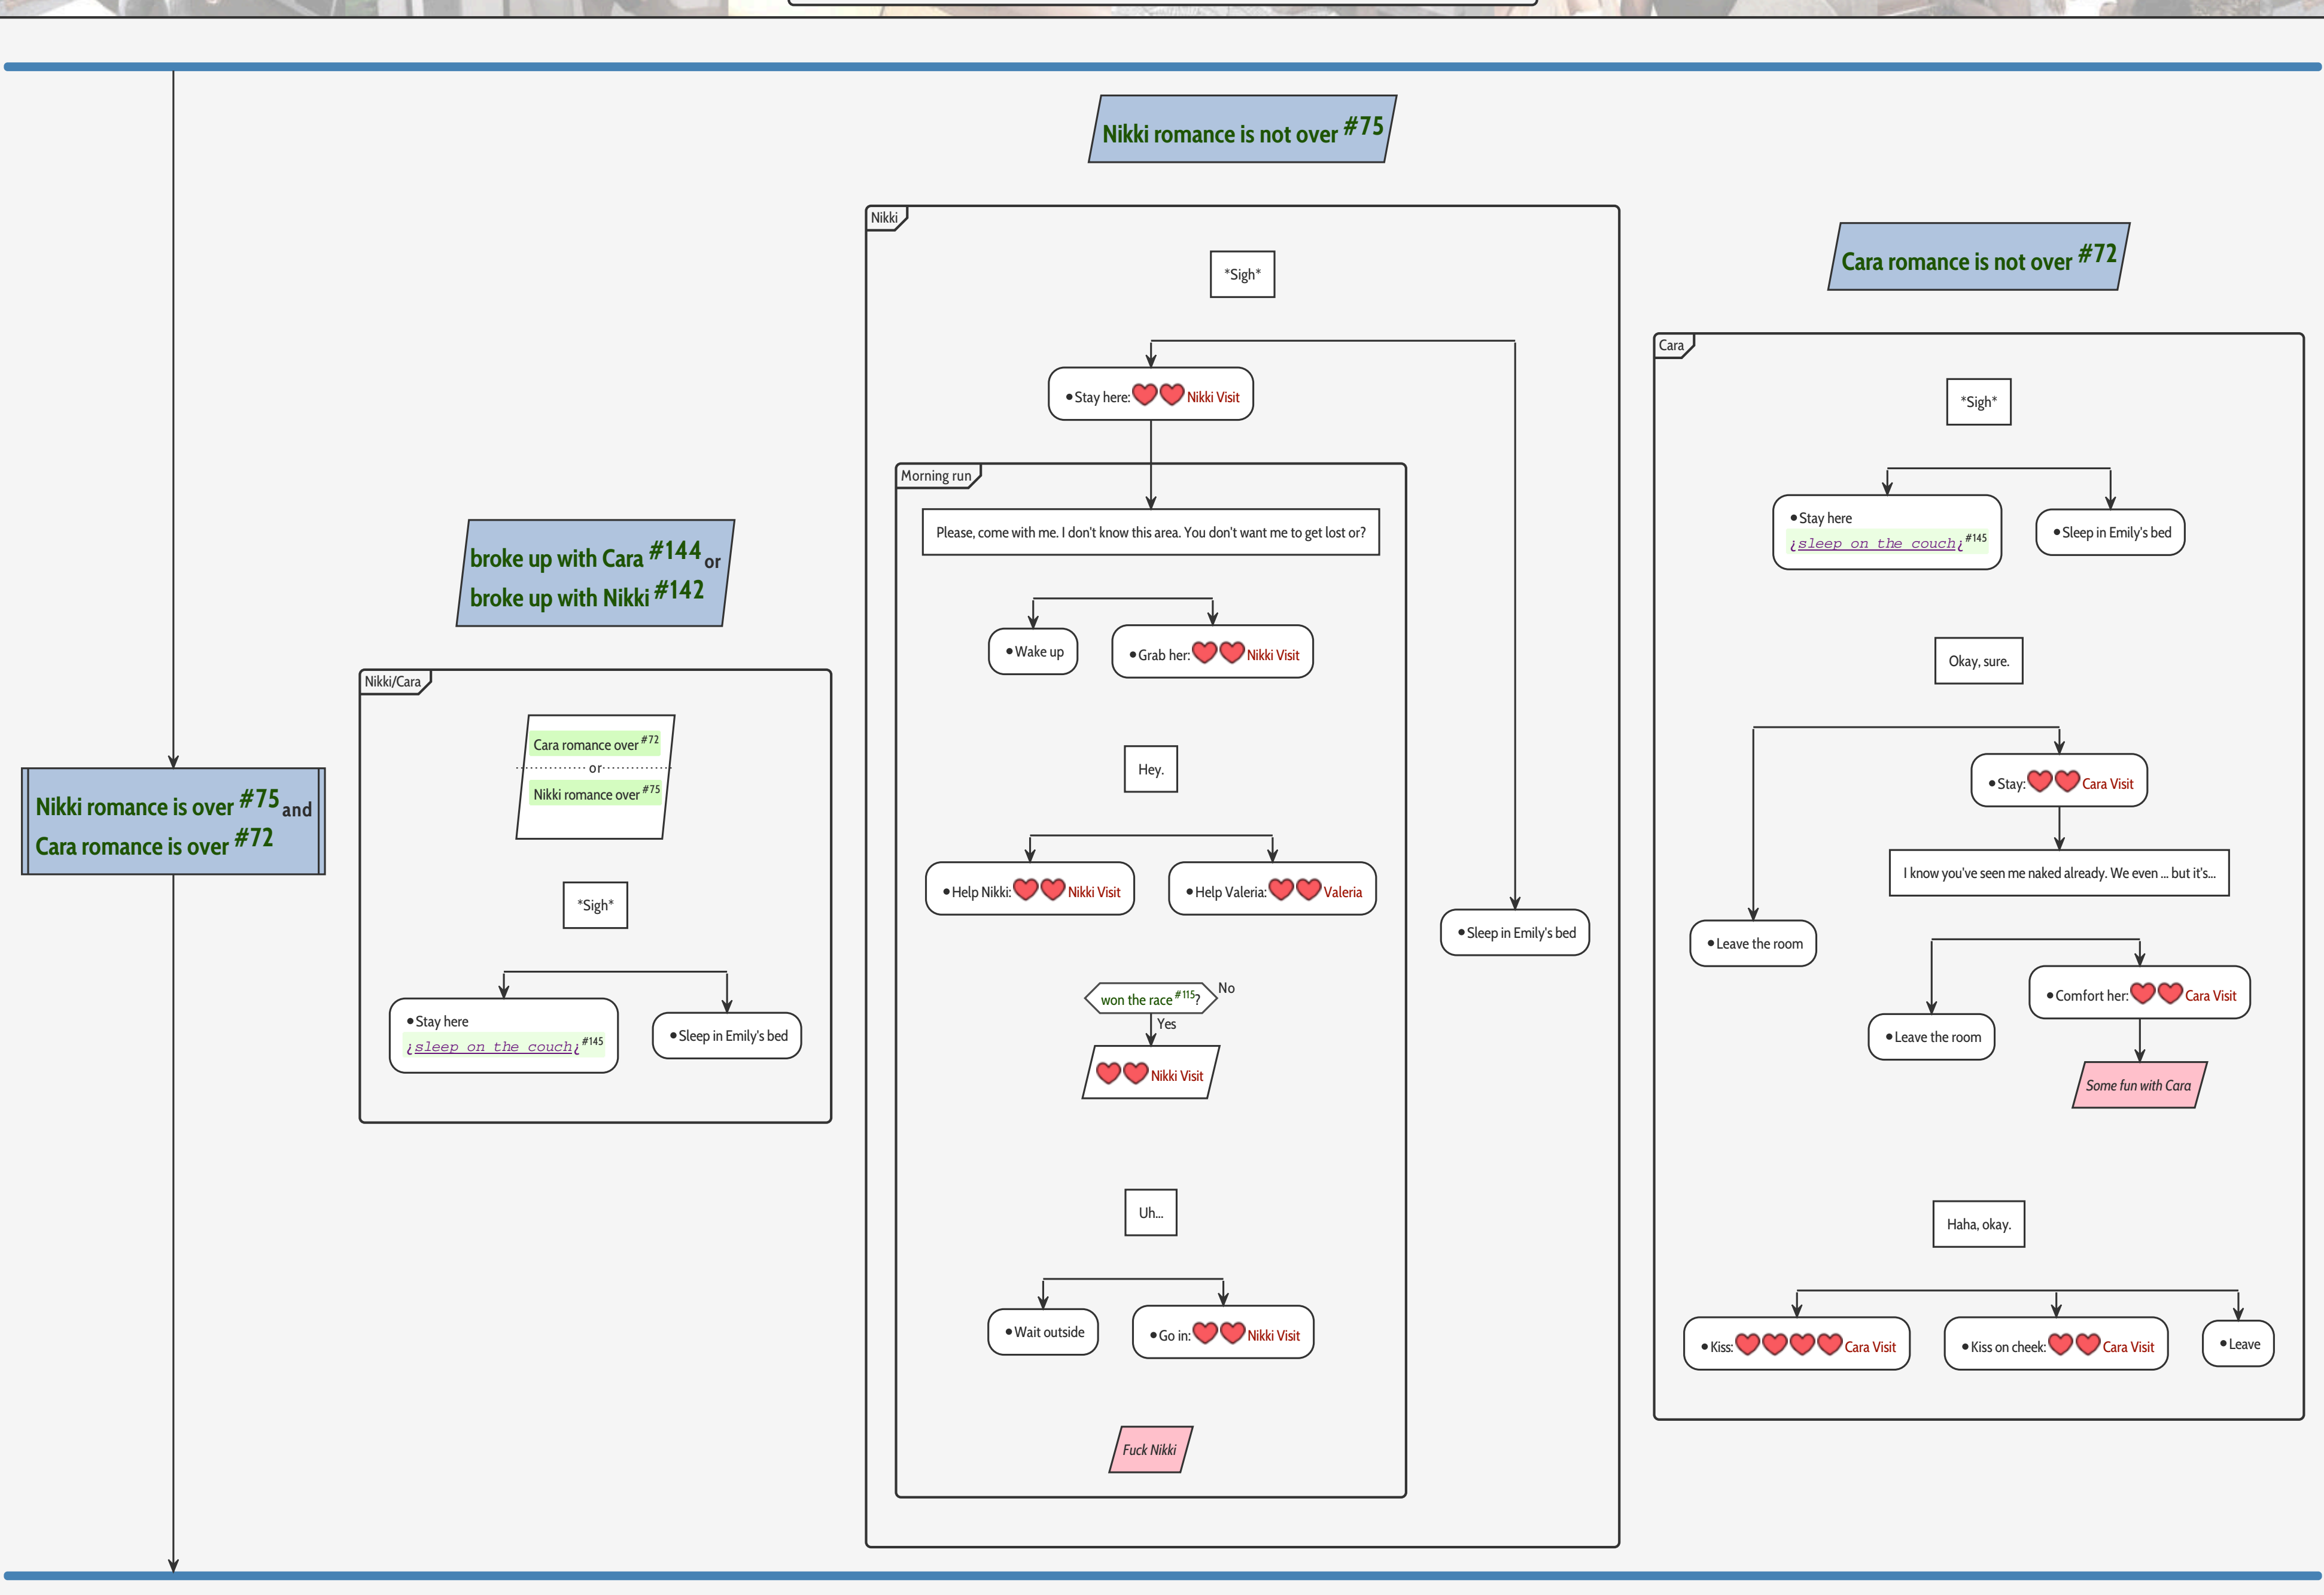 Nikki romance is not over #75
Nikki
*Sigh*
Cara romance is not over #72
Cara
*Sigh*
•Stay here: Nikki Visit
Morning run
Please, come with me. I don't know this area. You don't want me to get lost or?
•Stay here
¿sleep on the couch¿ #145
•Sleep in Emily's bed
broke up with Cara #144 or
broke up with Nikki #142
•Wake up
•Grab her: Nikki Visit
Okay, sure.
Nikki/Cara
Cara romance over #72
or
Nikki romance over #75
Hey.
•Stay: Cara Visit
Nikki romance is over #75 and
Cara romance is over #72
I know you've seen me naked already. We even ... but it's...
•Help Nikki: Nikki Visit
•Help Valeria: Valeria
*Sigh*
•Sleep in Emily's bed
•Leave the room
•Stay here
¿sleep on the couch¿ #145
•Sleep in Emily's bed
won the race #115?
No
Yes
Nikki Visit
•Comfort her: Cara Visit
•Leave the room
Some fun with Cara
Uh...
Haha, okay.
•Wait outside
•Go in: Nikki Visit
•Kiss: Cara Visit
•Kiss on cheek: Cara Visit
•Leave
Fuck Nikki